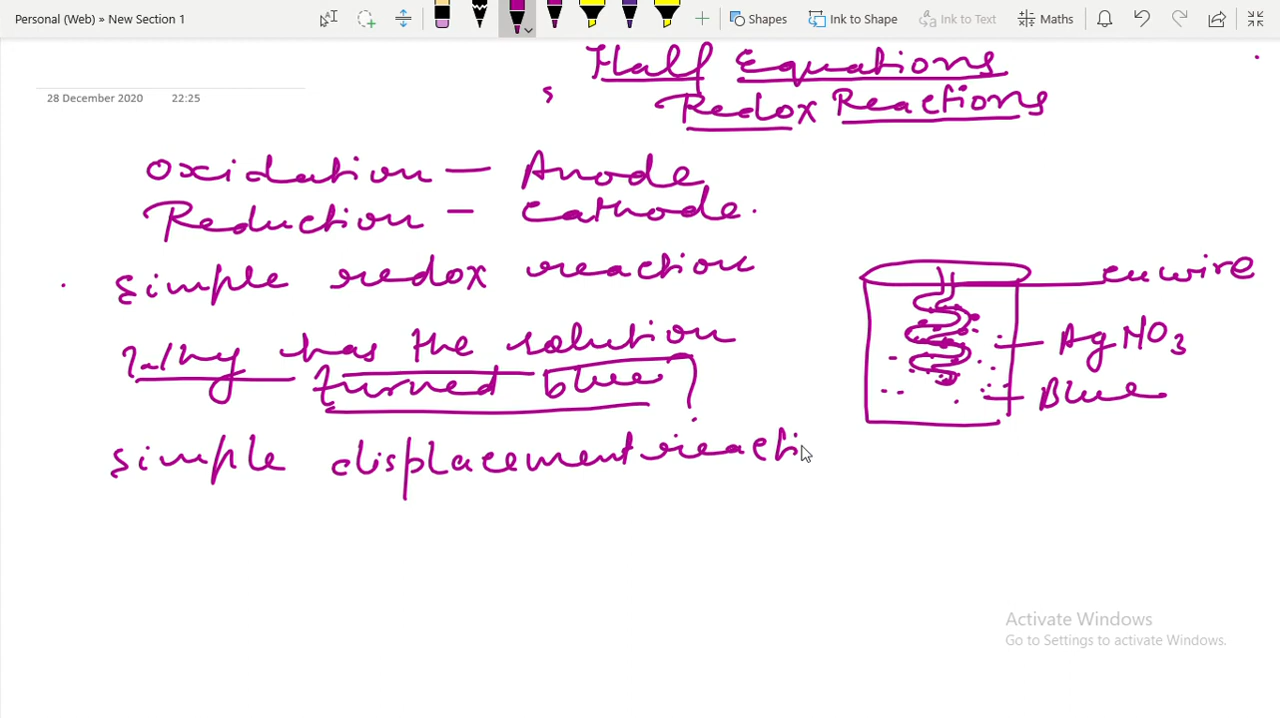 Personal (Web) » New Section 1
Shapes
Ink to Shape
Ink to Text
Maths
Half Equations
28 December 2020 22:25
s
Redox Reactions
Oxidation - Anode
Reduction - Cathode.
Simple redox reaction
cu wire
Why has the solution
AgNO3
turned blue?
Blue
Simple displacement reacti
Activate Windows
Go to Settings to activate Windows.